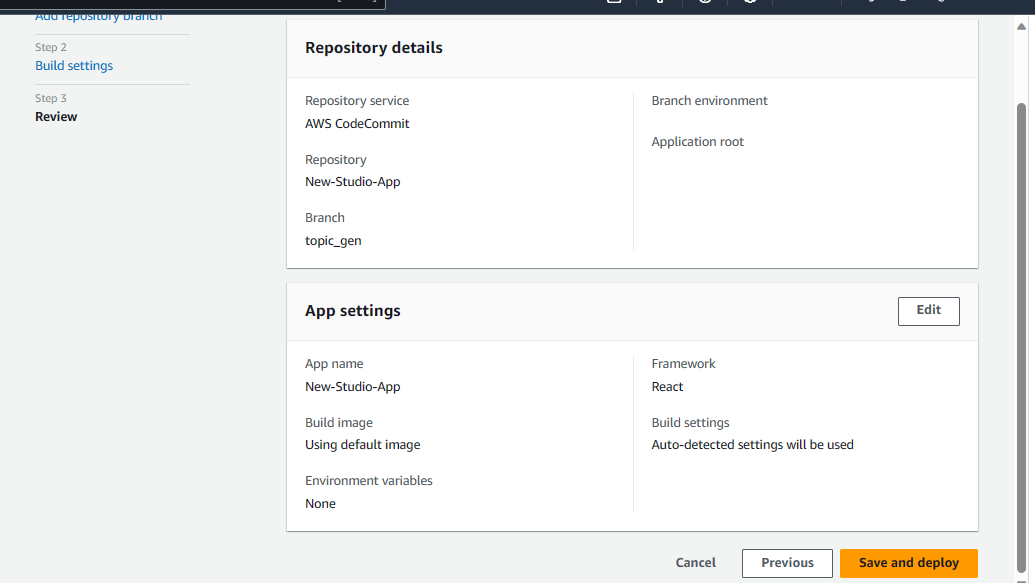 Add repository branch
Step 2
Build settings
Step 3
Review
Repository details
Repository service
AWS CodeCommit
Repository
New-Studio-App
Branch
topic_gen
Branch environment
Application root
App settings
Edit
App name
New-Studio-App
Build image
Using default image
Environment variables
None
Framework
React
Build settings
Auto-detected settings will be used
Cancel
Previous
Save and deploy